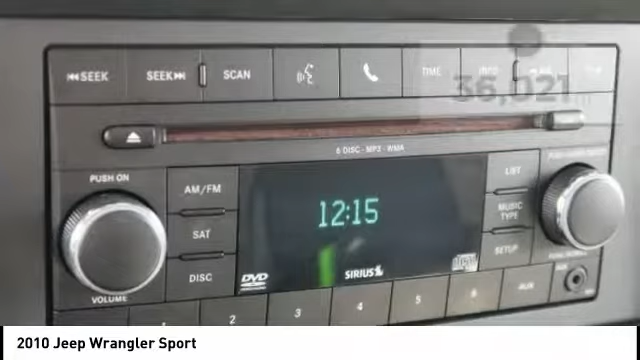 SEEK SEEK SCAN TIME INFO
36,021
6 DISC - MP3 - WMA
PUSH ON AM/FM LIST
12:15
MUSIC TYPE
SAT
SETUP
DISC DVD SIRIUS
VOLUME
1 2 3 4 5 6 AUX
2010 Jeep Wrangler Sport